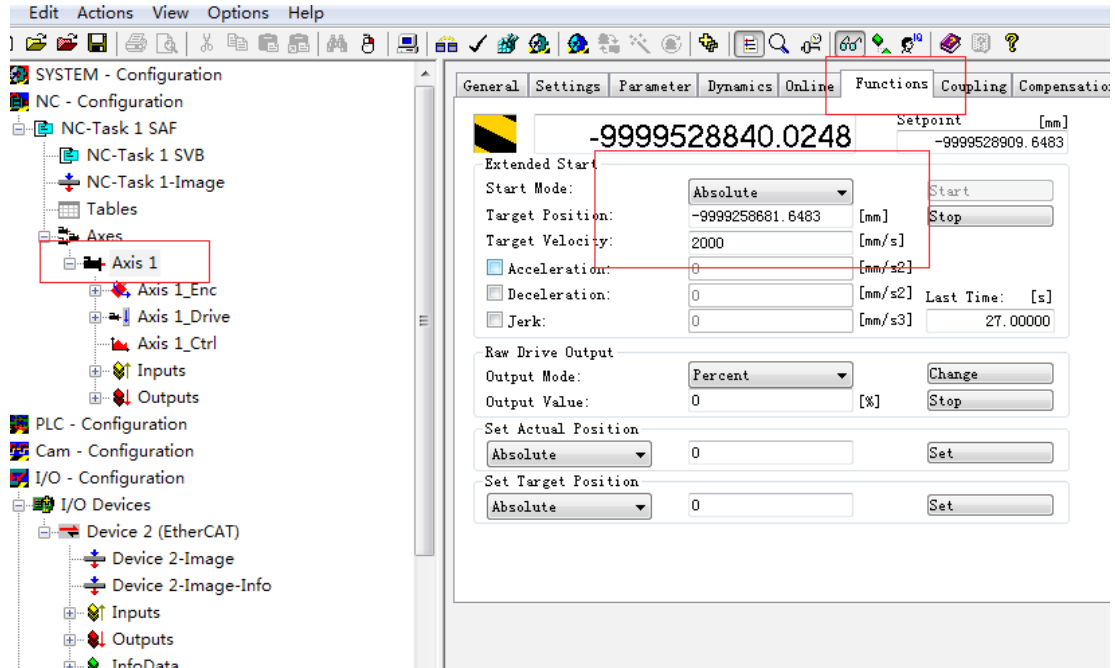 Edit Actions View Options Help
SYSTEM - Configuration
NC - Configuration
NC-Task 1 SAF
NC-Task 1 SVB
NC-Task 1-Image
Tables
Axes
Axis 1
Axis 1_Enc
Axis 1_Drive
Axis 1_Ctrl
Inputs
Outputs
PLC - Configuration
Cam - Configuration
I/O - Configuration
I/O Devices
Device 2 (EtherCAT)
Device 2-Image
Device 2-Image-Info
Inputs
Outputs
InfoData
General Settings Parameter Dynamics Online Functions Coupling Compensation
-9999528840.0248 Setpoint [mm]
-9999528909.6483
Extended Start
Start Mode: Absolute Start
Target Position: -9999258681.6483 [mm] Stop
Target Velocity: 2000 [mm/s]
Acceleration: 0 [mm/s2]
Deceleration: 0 [mm/s2] Last Time: [s]
Jerk: 0 [mm/s3] 27.00000
Raw Drive Output
Output Mode: Percent Change
Output Value: 0 [%] Stop
Set Actual Position
Absolute 0 Set
Set Target Position
Absolute 0 Set